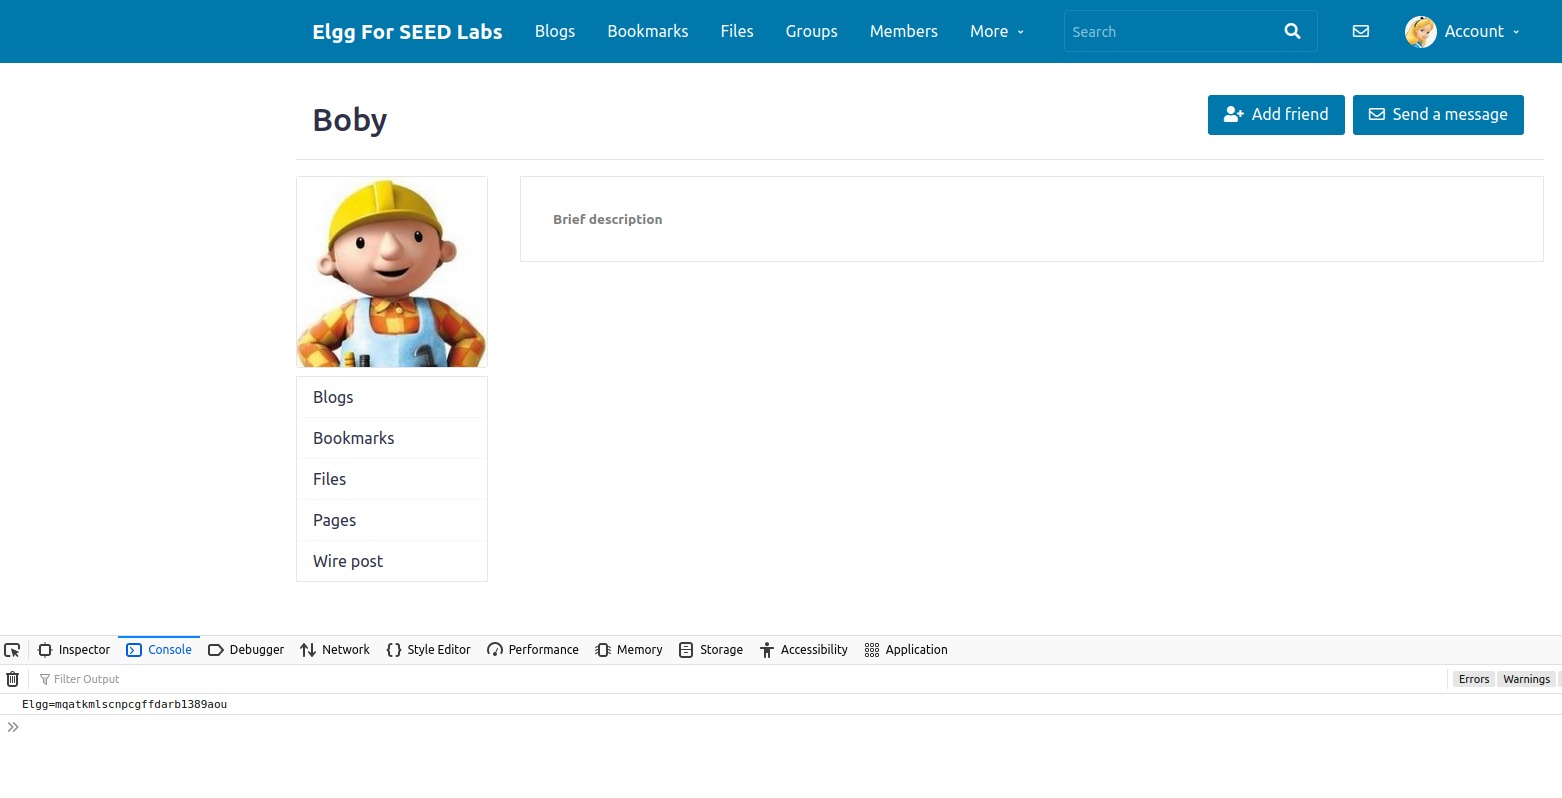 Elgg For SEED Labs Blogs Bookmarks Files Groups Members More Search Account
Boby
Add friend Send a message
Brief description
Blogs
Bookmarks
Files
Pages
Wire post
Inspector Console Debugger Network Style Editor Performance Memory Storage Accessibility Application
Filter Output Errors Warnings
Elgg=mqatkmlscnpcgffdarb1389aou